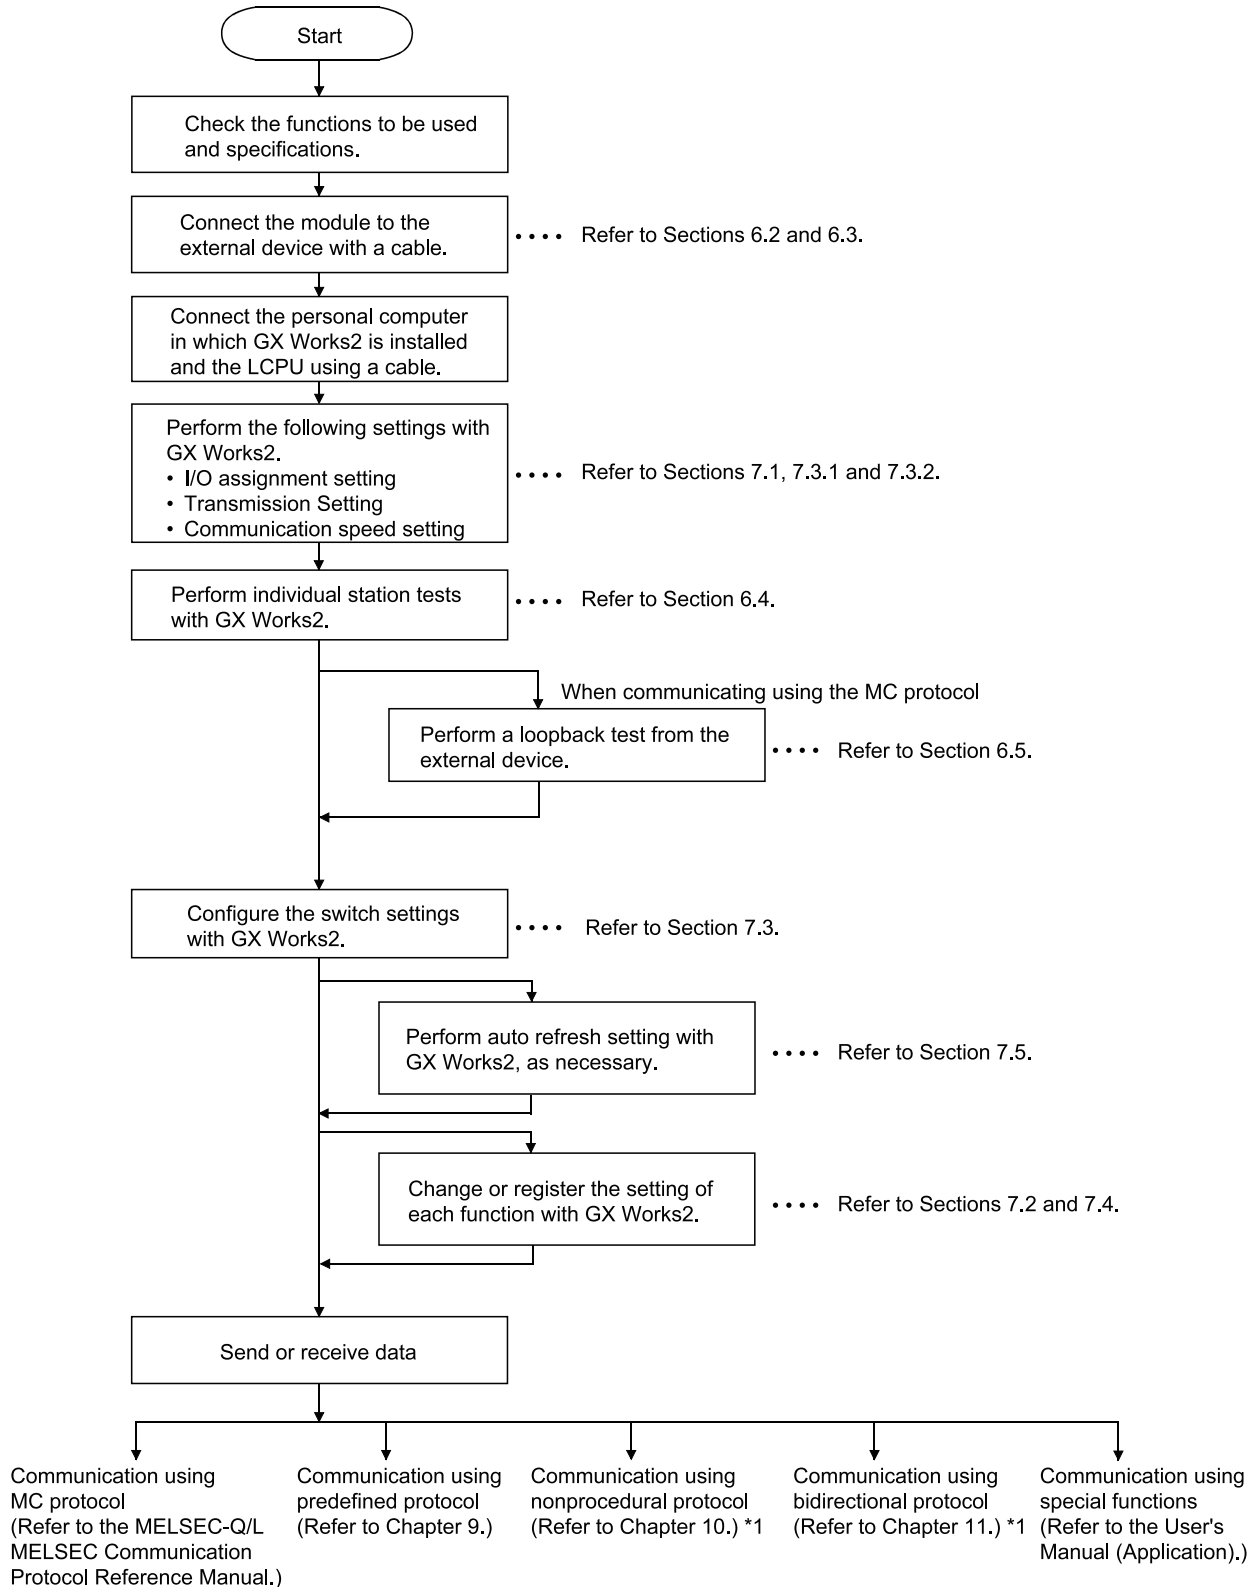 Start
Check the functions to be used
and specifications.
Connect the module to the
external device with a cable.
• • • • Refer to Sections 6.2 and 6.3.
Connect the personal computer
in which GX Works2 is installed
and the LCPU using a cable.
Perform the following settings with
GX Works2.
• I/O assignment setting
• Transmission Setting
• Communication speed setting
• • • • Refer to Sections 7.1, 7.3.1 and 7.3.2.
Perform individual station tests
with GX Works2.
• • • • Refer to Section 6.4.
When communicating using the MC protocol
Perform a loopback test from the
external device.
• • • • Refer to Section 6.5.
Configure the switch settings
with GX Works2.
• • • • Refer to Section 7.3.
Perform auto refresh setting with
GX Works2, as necessary.
• • • • Refer to Section 7.5.
Change or register the setting of
each function with GX Works2.
• • • • Refer to Sections 7.2 and 7.4.
Send or receive data
Communication using
MC protocol
(Refer to the MELSEC-Q/L
MELSEC Communication
Protocol Reference Manual.)
Communication using
predefined protocol
(Refer to Chapter 9.)
Communication using
nonprocedural protocol
(Refer to Chapter 10.) *1
Communication using
bidirectional protocol
(Refer to Chapter 11.) *1
Communication using
special functions
(Refer to the User's
Manual (Application).)